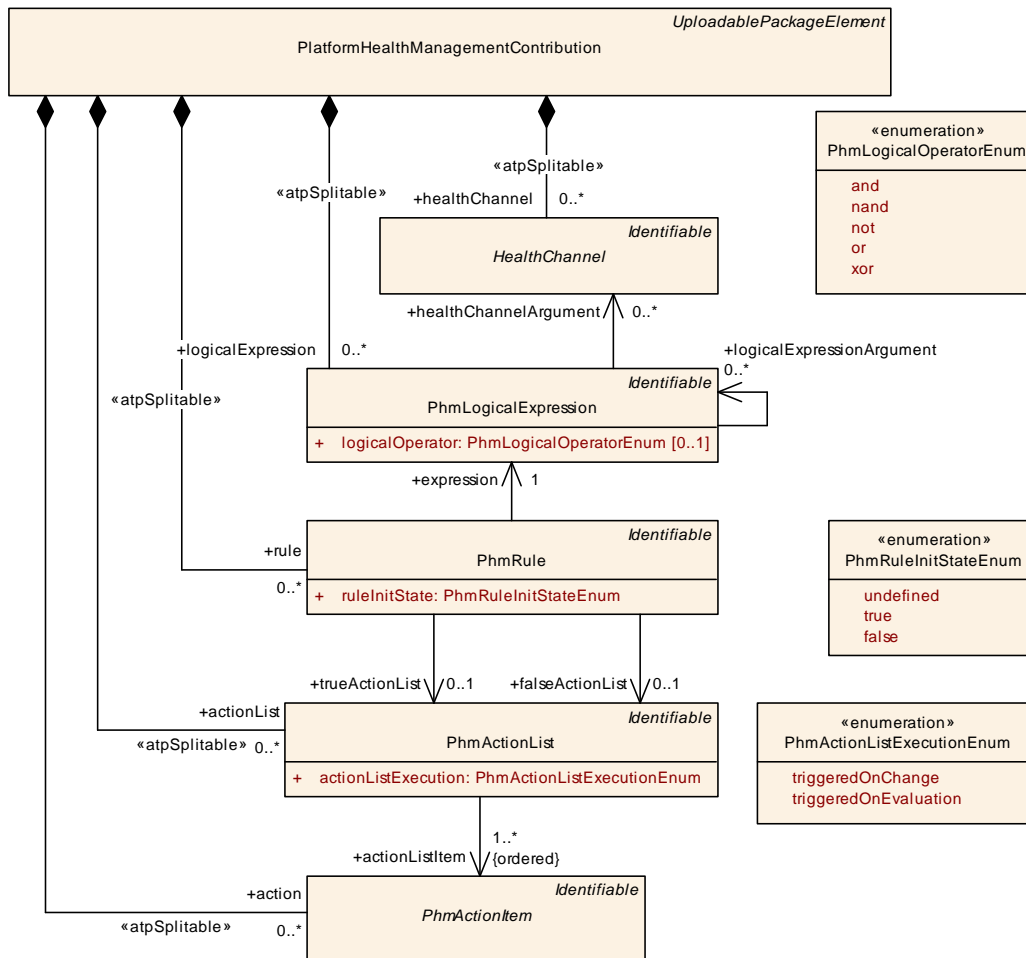 UploadablePackageElement
PlatformHealthManagementContribution
«enumeration»
PhmLogicalOperatorEnum
and
nand
not
or
xor
«atpSplitable»
«atpSplitable»
+healthChannel 0..*
Identifiable
HealthChannel
+healthChannelArgument 0..*
+logicalExpression 0..*
+logicalExpressionArgument
0..*
«atpSplitable»
Identifiable
PhmLogicalExpression
+ logicalOperator: PhmLogicalOperatorEnum [0..1]
+expression 1
+rule
0..*
Identifiable
PhmRule
+ ruleInitState: PhmRuleInitStateEnum
«enumeration»
PhmRuleInitStateEnum
undefined
true
false
+trueActionList 0..1
+falseActionList 0..1
+actionList
«atpSplitable» 0..*
Identifiable
PhmActionList
+ actionListExecution: PhmActionListExecutionEnum
«enumeration»
PhmActionListExecutionEnum
triggeredOnChange
triggeredOnEvaluation
1..*
+actionListItem {ordered}
+action
«atpSplitable» 0..*
Identifiable
PhmActionItem